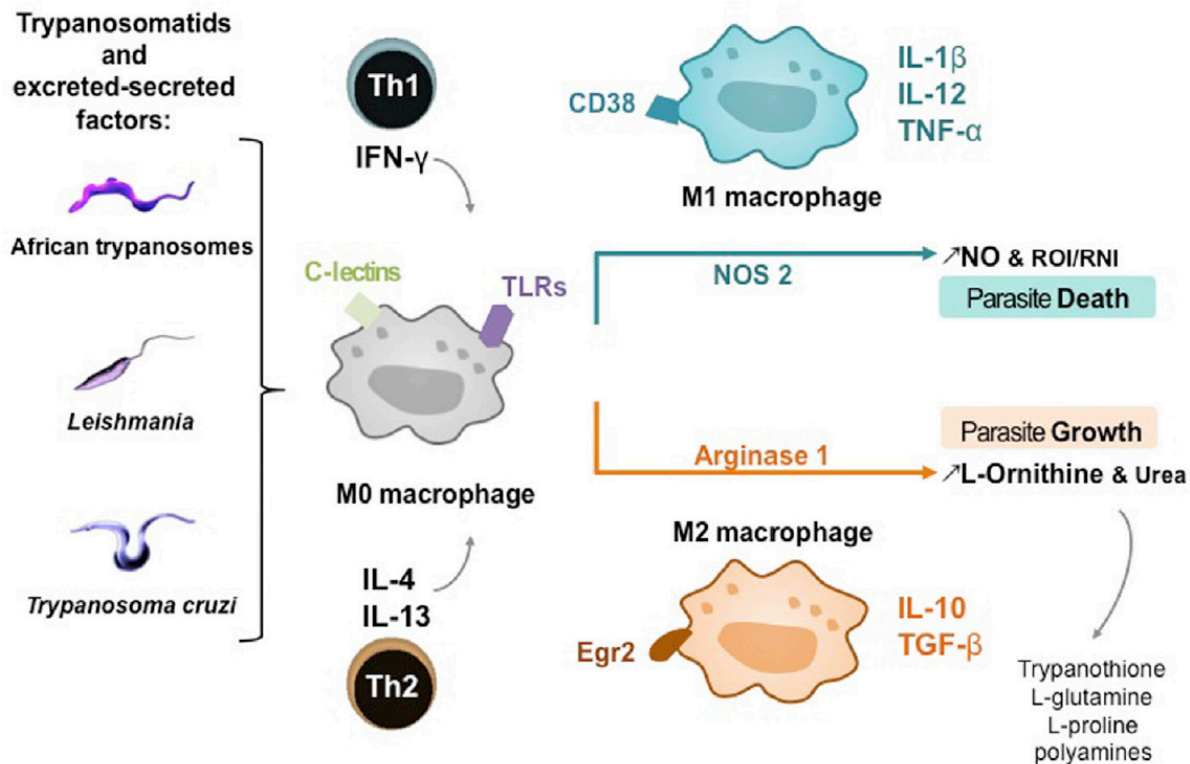 Trypanosomatids
and
excreted-secreted
factors:
African trypanosomes
Leishmania
Trypanosoma cruzi
Th1
IFN-γ
C-lectins
TLRs
M0 macrophage
IL-4
IL-13
Th2
CD38
IL-1β
IL-12
TNF-α
M1 macrophage
NOS 2
↗NO & ROI/RNI
Parasite Death
Parasite Growth
Arginase 1
↗L-Ornithine & Urea
M2 macrophage
Egr2
IL-10
TGF-β
Trypanothione
L-glutamine
L-proline
polyamines